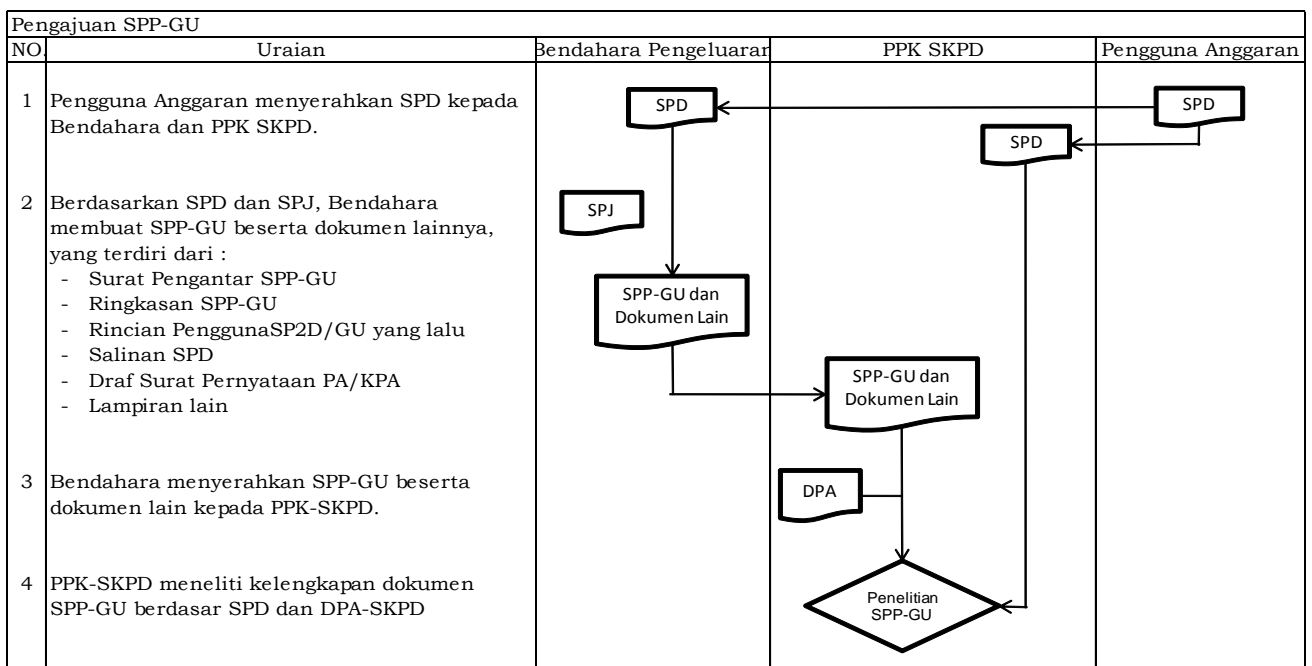 Pengajuan SPP-GU
NO. Uraian Bendahara Pengeluaran PPK SKPD Pengguna Anggaran
1 Pengguna Anggaran menyerahkan SPD kepada
Bendahara dan PPK SKPD.
SPD
SPD
SPD
2 Berdasarkan SPD dan SPJ, Bendahara
membuat SPP-GU beserta dokumen lainnya,
yang terdiri dari :
- Surat Pengantar SPP-GU
- Ringkasan SPP-GU
- Rincian PenggunaSP2D/GU yang lalu
- Salinan SPD
- Draf Surat Pernyataan PA/KPA
- Lampiran lain
SPJ
SPP-GU dan
Dokumen Lain
SPP-GU dan
Dokumen Lain
3 Bendahara menyerahkan SPP-GU beserta
dokumen lain kepada PPK-SKPD.
DPA
4 PPK-SKPD meneliti kelengkapan dokumen
SPP-GU berdasar SPD dan DPA-SKPD
Penelitian
SPP-GU